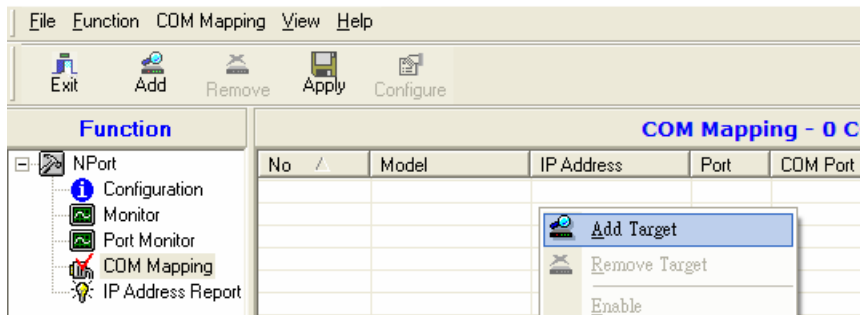 File Function COM Mapping View Help
Exit Add Remove Apply Configure
Function
COM Mapping - 0 C
NPort
Configuration
Monitor
Port Monitor
COM Mapping
IP Address Report
No Model IP Address Port COM Port
Add Target
Remove Target
Enable